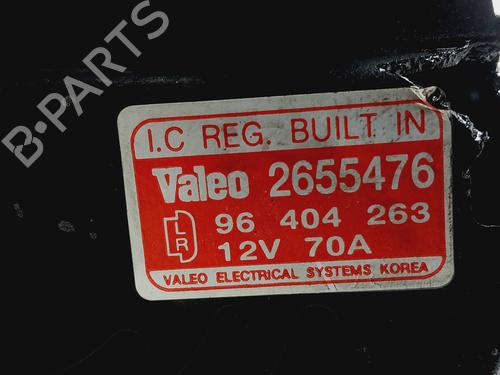 B-PARTS
I.C REG. BUILT IN
Valeo 2655476
LR 96 404 263
12V 70A
VALEO ELECTRICAL SYSTEMS KOREA